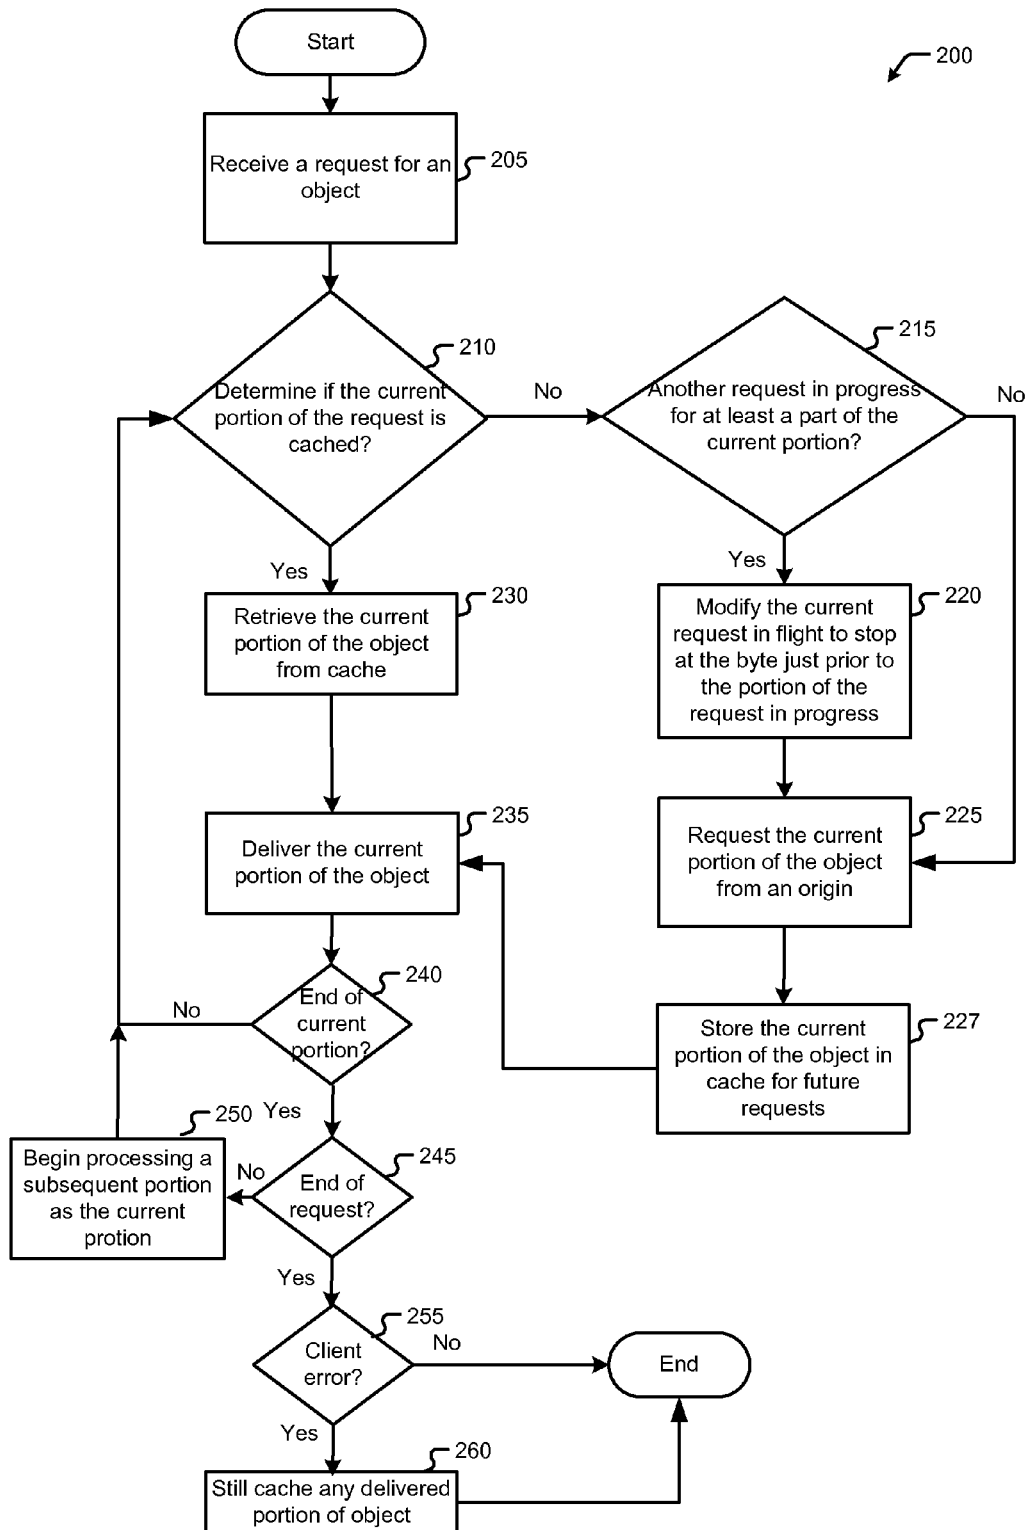 Start
200
Receive a request for an
object
205
Determine if the current
portion of the request is
cached?
210
No
Another request in progress
for at least a part of the
current portion?
215
No
Yes
Yes
Retrieve the current
portion of the object
from cache
230
Modify the current
request in flight to stop
at the byte just prior to
the portion of the
request in progress
220
Deliver the current
portion of the object
235
Request the current
portion of the object
from an origin
225
End of
current
portion?
240
No
Store the current
portion of the object in
cache for future
requests
227
Yes
Begin processing a
subsequent portion
as the current
protion
250
No
End of
request?
245
Yes
Client
error?
255
No
End
Yes
Still cache any delivered
portion of object
260